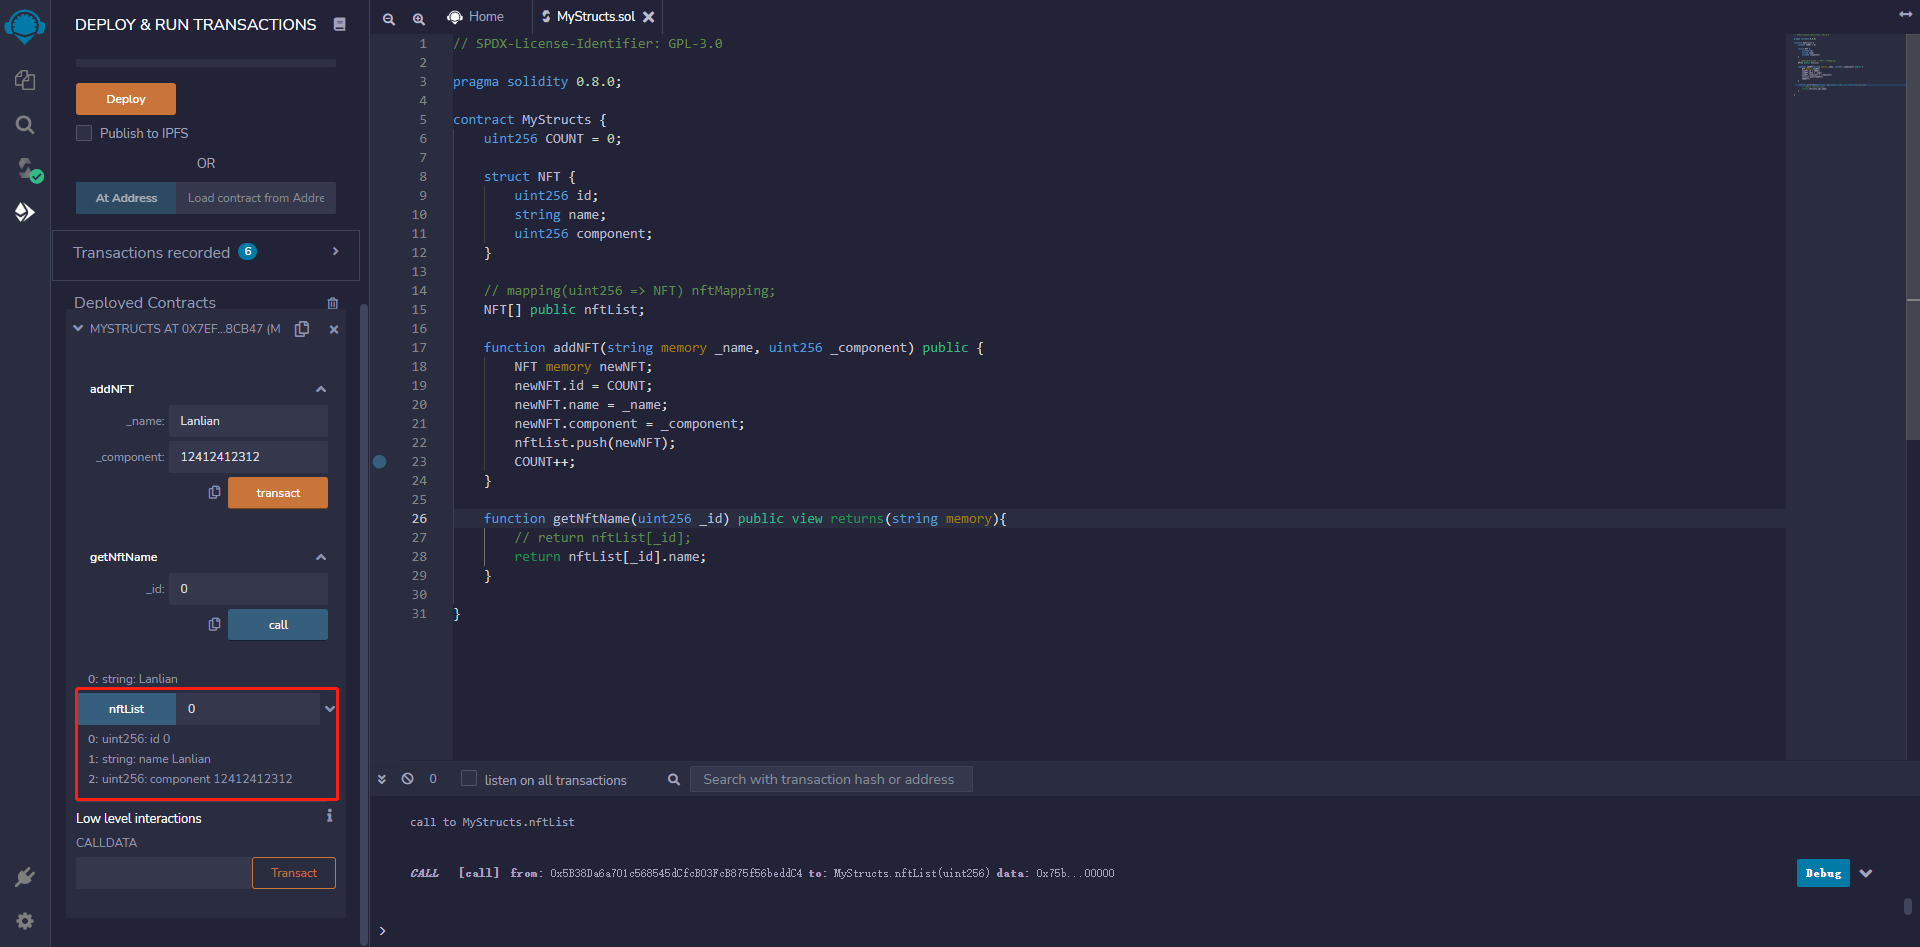 DEPLOY & RUN TRANSACTIONS
Deploy
Publish to IPFS
OR
At Address
Load contract from Addre
Transactions recorded 6
Deployed Contracts
MYSTRUCTS AT 0X7EF...8CB47 (M
addNFT
_name: Lanlian
_component: 12412412312
transact
getNftName
_id: 0
call
0: string: Lanlian
nftList 0
0: uint256: id 0
1: string: name Lanlian
2: uint256: component 12412412312
Low level interactions
i
CALLDATA
Transact
Home
MyStructs.sol
1 // SPDX-License-Identifier: GPL-3.0
2
3 pragma solidity 0.8.0;
4
5 contract MyStructs {
6 uint256 COUNT = 0;
7
8 struct NFT {
9 uint256 id;
10 string name;
11 uint256 component;
12 }
13
14 // mapping(uint256 => NFT) nftMapping;
15 NFT[] public nftList;
16
17 function addNFT(string memory _name, uint256 _component) public {
18 NFT memory newNFT;
19 newNFT.id = COUNT;
20 newNFT.name = _name;
21 newNFT.component = _component;
22 nftList.push(newNFT);
23 COUNT++;
24 }
25
26 function getNftName(uint256 _id) public view returns(string memory){
27 // return nftList[_id];
28 return nftList[_id].name;
29 }
30
31 }
0
listen on all transactions
Search with transaction hash or address
call to MyStructs.nftList
CALL [call] from: 0x5B38Da6a701c568545dCfcB03FcB875f56beddC4 to: MyStructs.nftList(uint256) data: 0x75b...00000
Debug
>